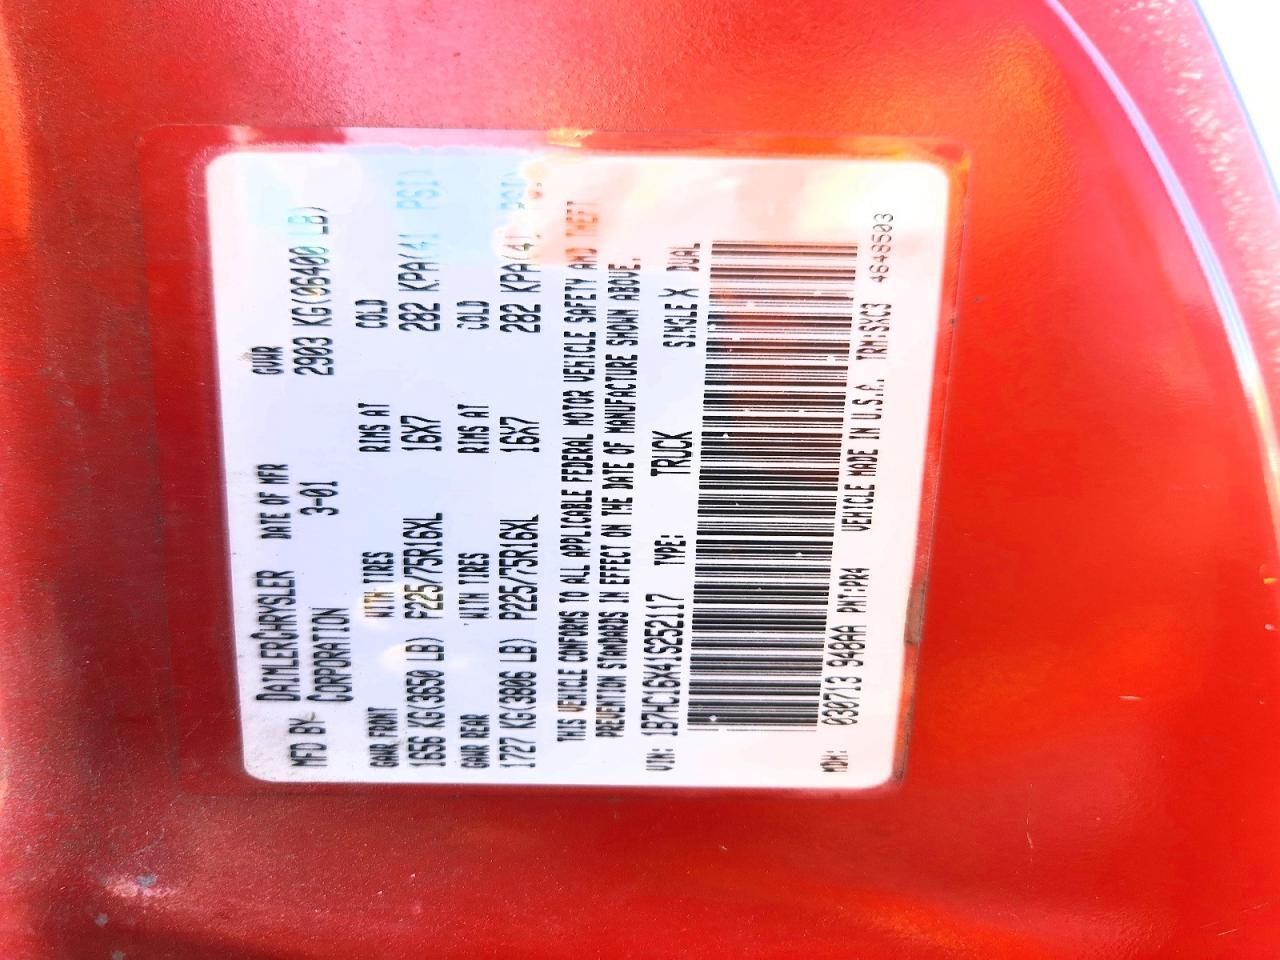 MFD BY DAIMLERCHRYSLER CORPORATION DATE OF MFR 3-01 GVWR 2903 KG(06400 LB)
GAWR FRONT WITH TIRES RIMS AT COLD
1656 KG(3650 LB) P225/75R16XL 16X7 282 KPA(41 PSI)
GAWR REAR WITH TIRES RIMS AT COLD
1727 KG(3806 LB) P225/75R16XL 16X7 282 KPA(41 PSI)
THIS VEHICLE CONFORMS TO ALL APPLICABLE FEDERAL MOTOR VEHICLE SAFETY AND THEFT
PREVENTION STANDARDS IN EFFECT ON THE DATE OF MANUFACTURE SHOWN ABOVE.
VIN: 1B7HC16X41S252117 TYPE: TRUCK SINGLE X DUAL
MDH: 030713 948AA PNT:PR4 VEHICLE MADE IN U.S.A. TRM:SXC3 4648503